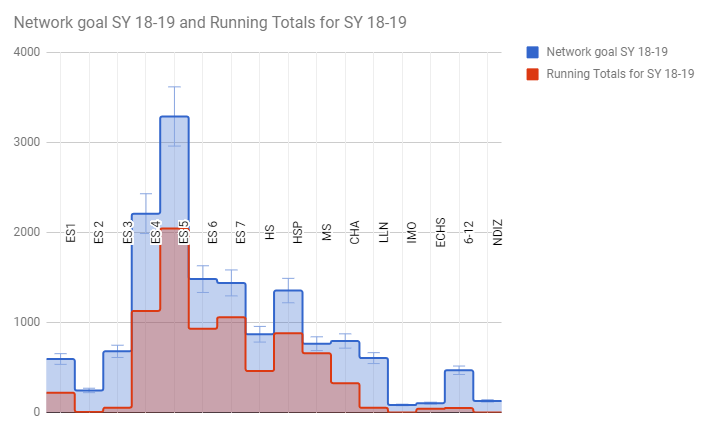 Network goal SY 18-19 and Running Totals for SY 18-19
Network goal SY 18-19
Running Totals for SY 18-19
4000
3000
2000
1000
0
ES1
ES 2
ES 3
ES 4
ES 5
ES 6
ES 7
HS
HSP
MS
CHA
LLN
IMO
ECHS
6-12
NDIZ